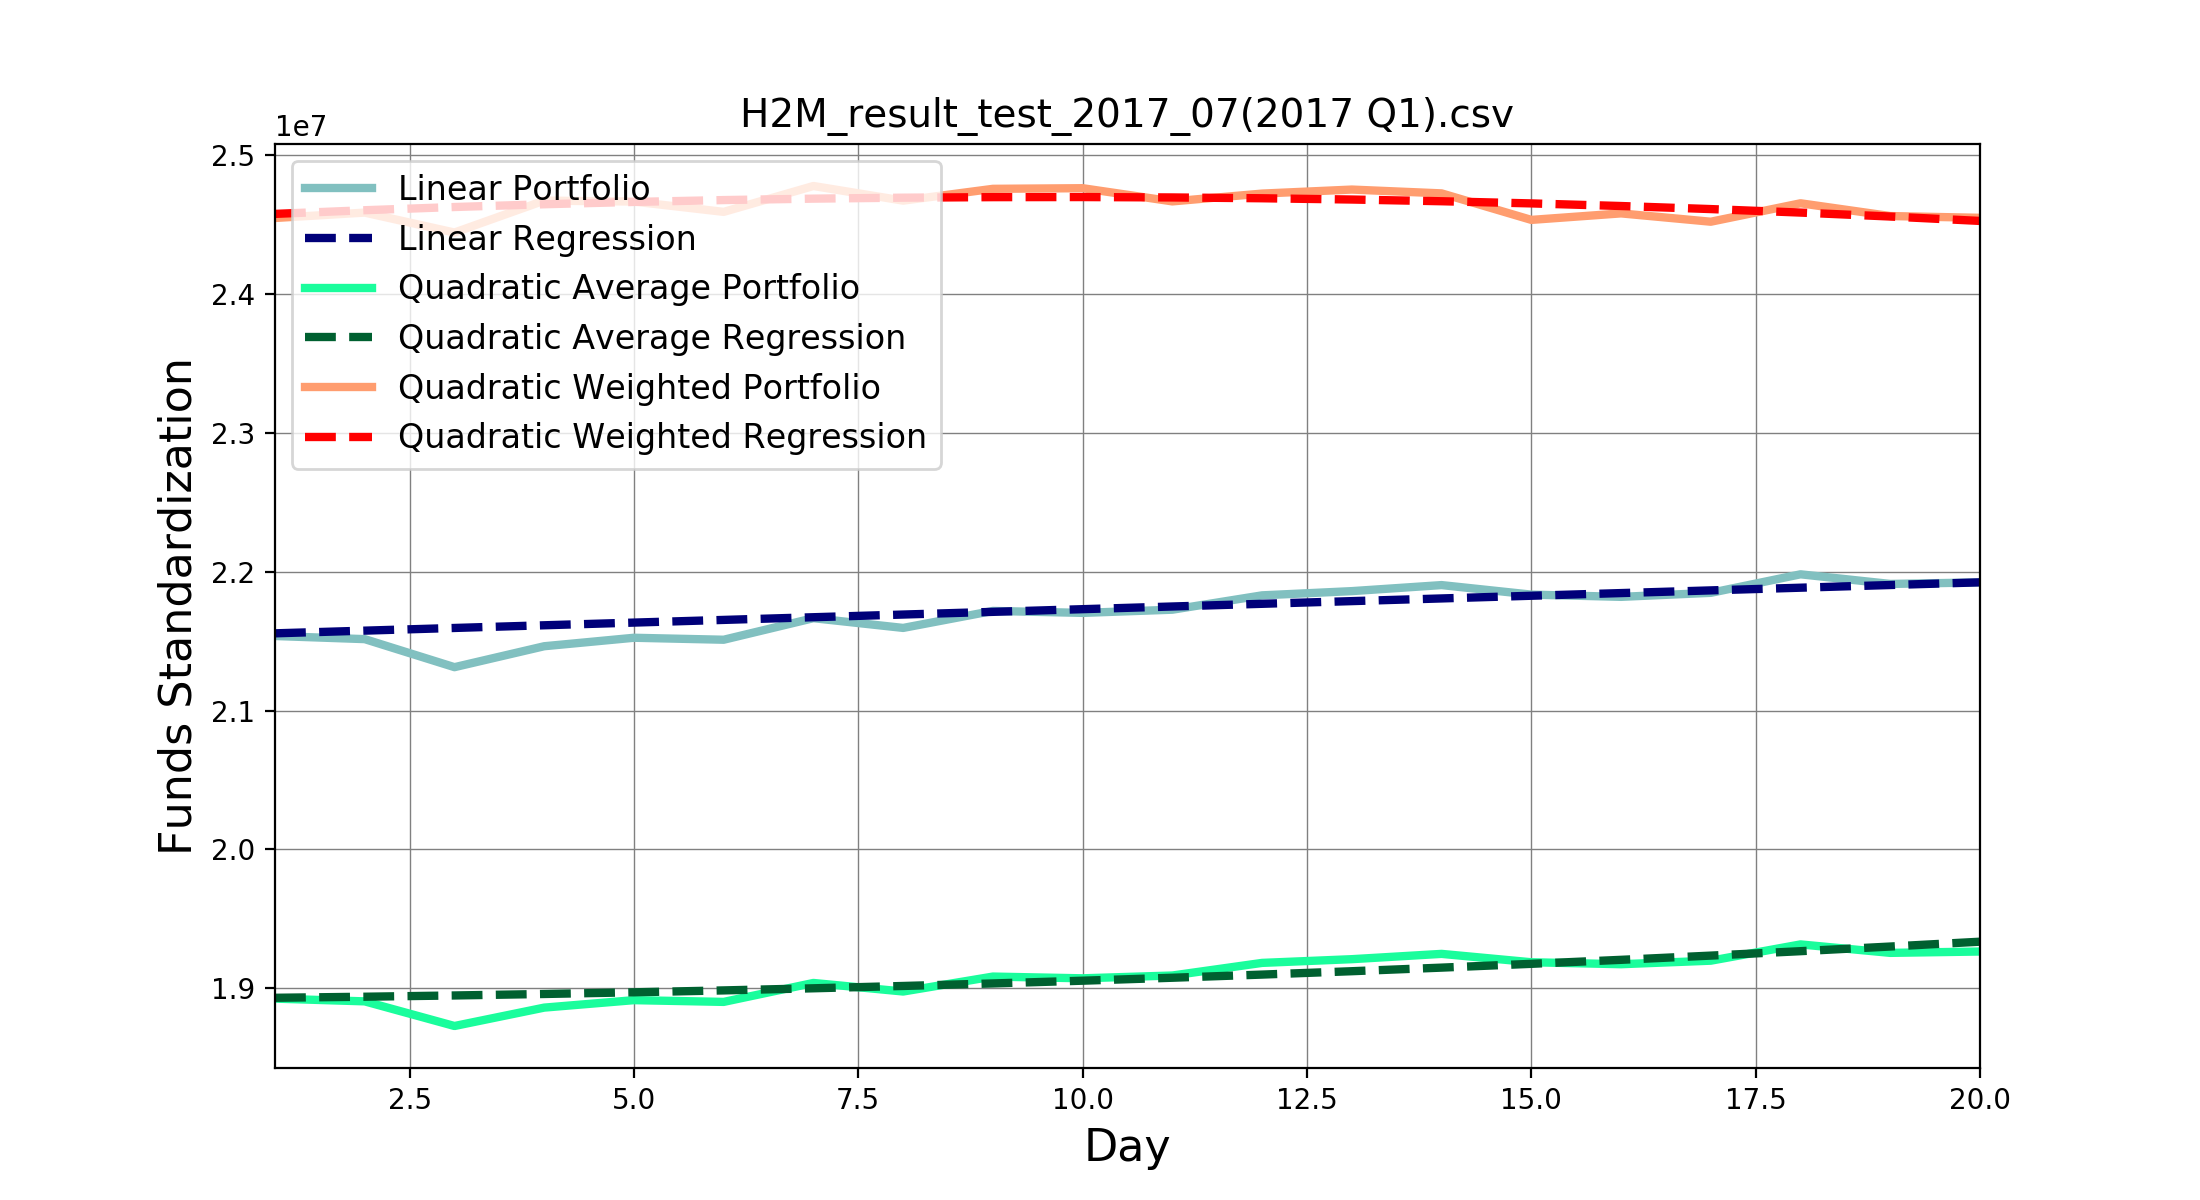 H2M_result_test_2017_07(2017 Q1).csv
1e7
2.5
2.4
2.3
2.2
2.1
2.0
1.9
Funds Standardization
Linear Portfolio
Linear Regression
Quadratic Average Portfolio
Quadratic Average Regression
Quadratic Weighted Portfolio
Quadratic Weighted Regression
2.5 5.0 7.5 10.0 12.5 15.0 17.5 20.0
Day